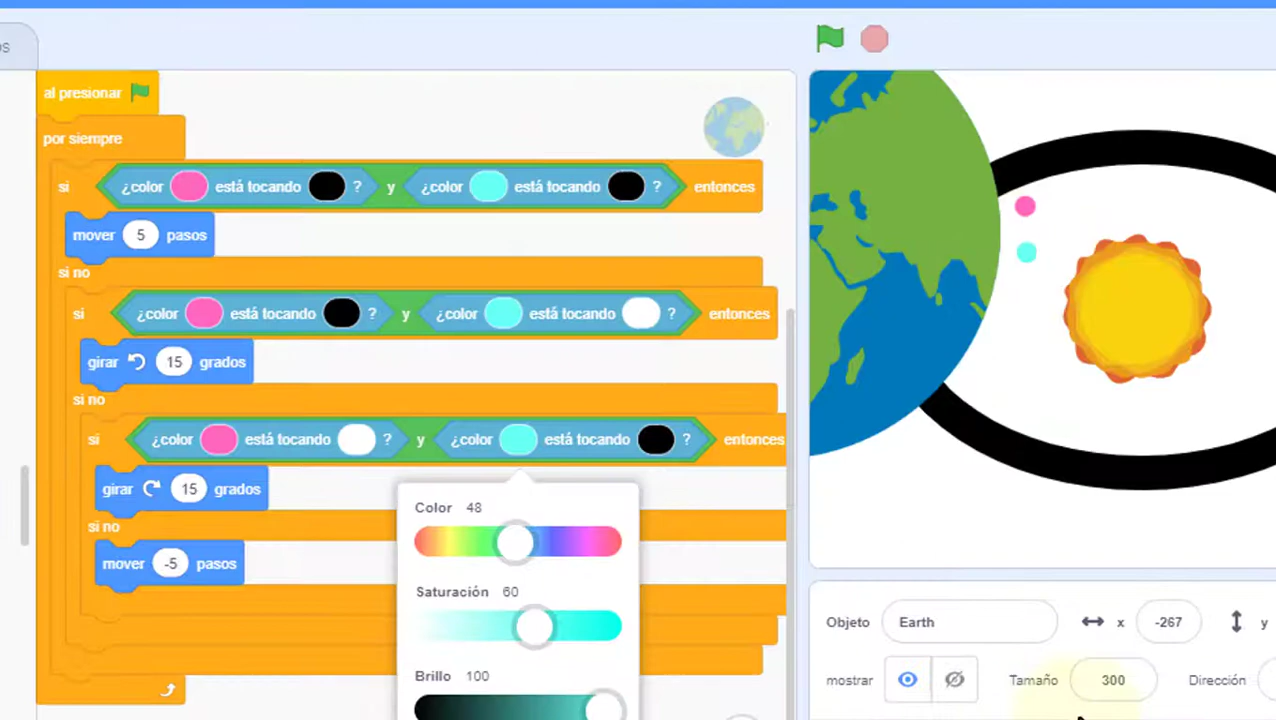 os
al presionar
por siempre
si ¿color está tocando ? y ¿color está tocando ? entonces
mover 5 pasos
si no
si ¿color está tocando ? y ¿color está tocando ? entonces
girar 15 grados
si no
si ¿color está tocando ? y ¿color está tocando ? entonces
girar 15 grados
si no
mover -5 pasos
Color 48
Saturación 60
Brillo 100
Objeto Earth x -267 y
mostrar Tamaño 300 Dirección